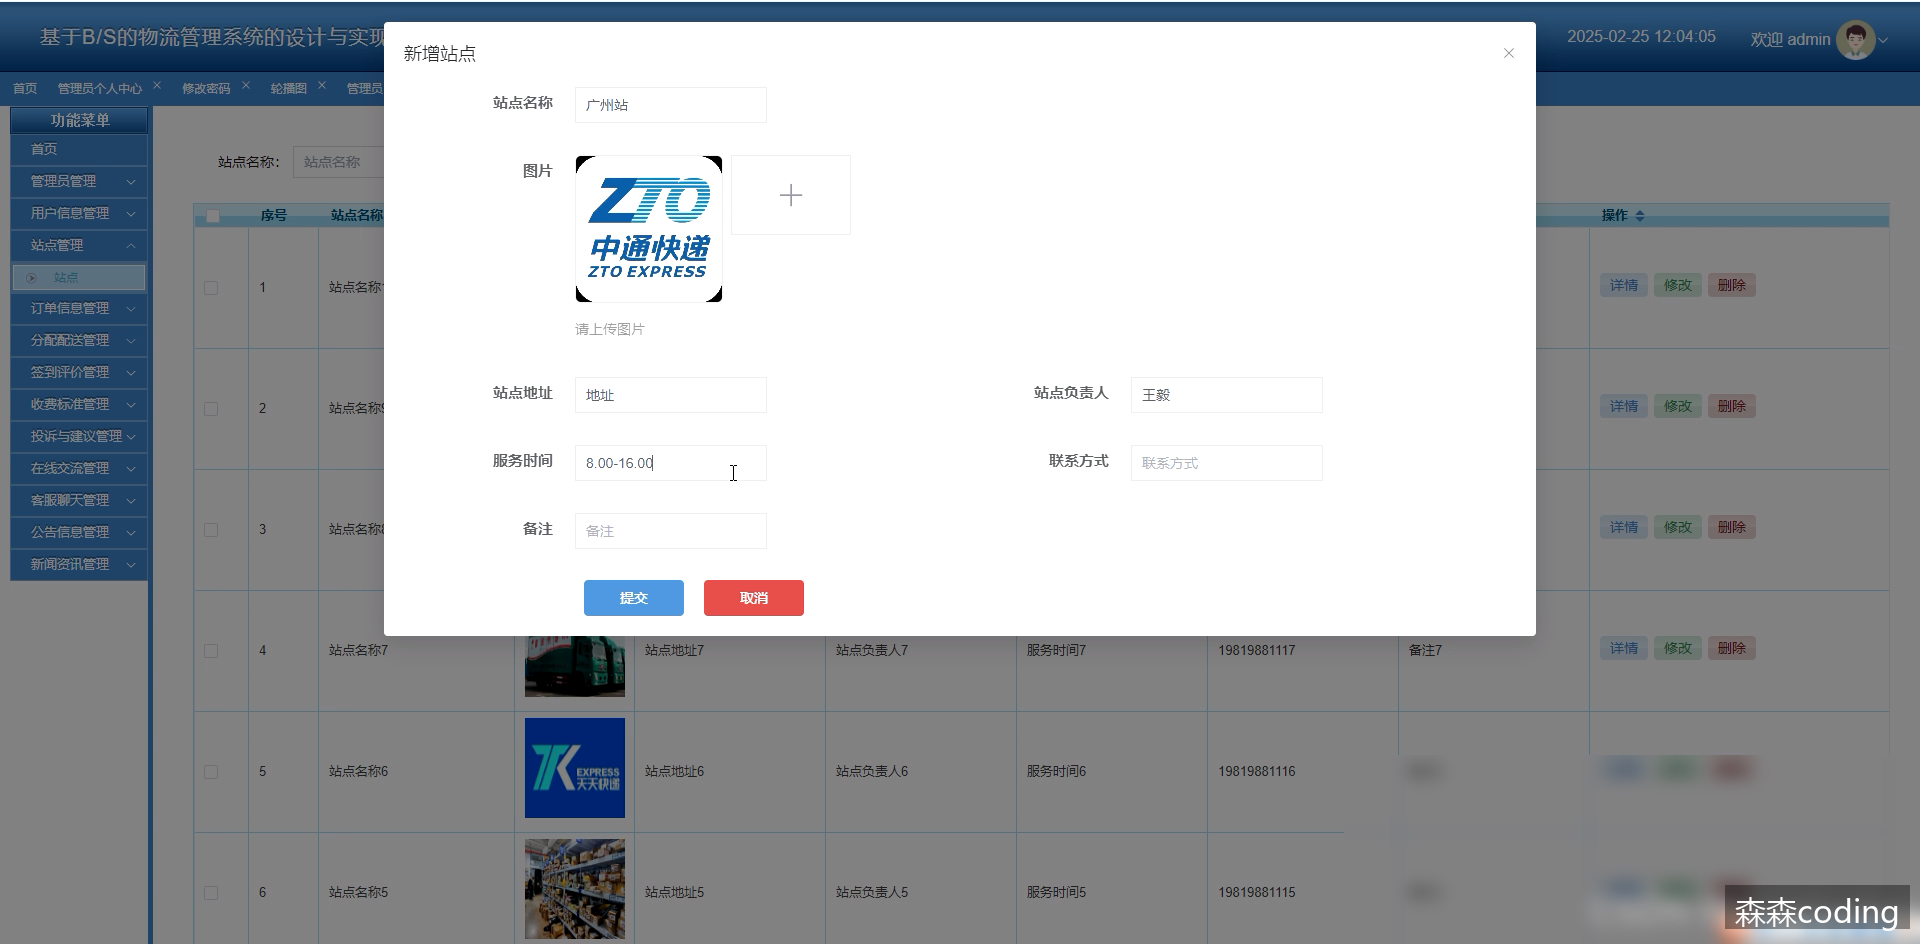 基于B/S的物流管理系统的设计与实现
2025-02-25 12:04:05
欢迎 admin
首页 管理员个人中心 修改密码 轮播图 管理员
功能菜单
首页
管理员管理
用户信息管理
站点管理
站点
订单信息管理
分配配送管理
签到评价管理
收费标准管理
投诉与建议管理
在线交流管理
客服聊天管理
公告信息管理
新闻资讯管理
新增站点
站点名称 广州站
图片
ZTO
中通快递
ZTO EXPRESS
请上传图片
站点地址 地址 站点负责人 王毅
服务时间 8.00-16.00 联系方式 联系方式
备注 备注
提交 取消
站点名称: 站点名称
序号 站点名称 操作
1 站点名称 详情 修改 删除
2 站点名称 详情 修改 删除
3 站点名称 详情 修改 删除
4 站点名称7 站点地址7 站点负责人7 服务时间7 19819881117 备注7 详情 修改 删除
5 站点名称6 站点地址6 站点负责人6 服务时间6 19819881116
EXPRESS
天天快递
6 站点名称5 站点地址5 站点负责人5 服务时间5 19819881115
森森coding